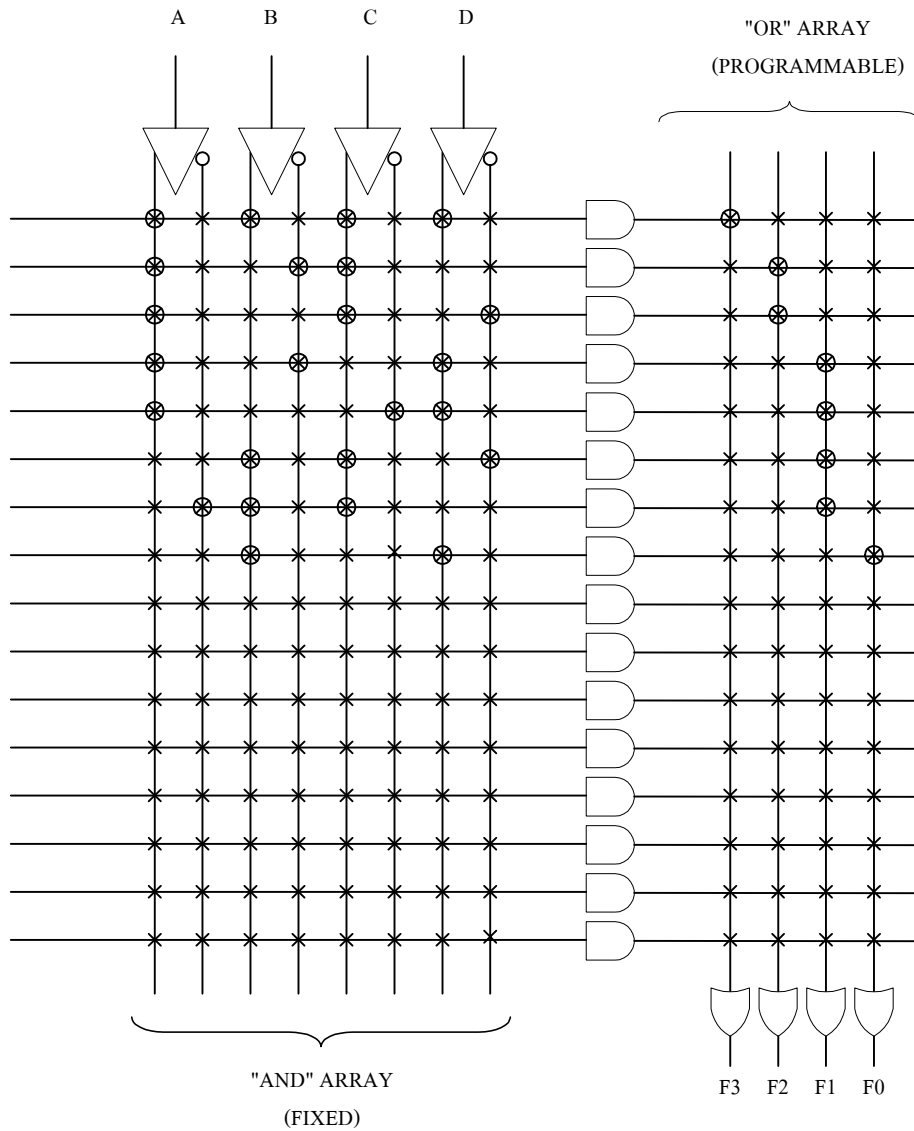 A B C D
"OR" ARRAY
(PROGRAMMABLE)
F3 F2 F1 F0
"AND" ARRAY
(FIXED)